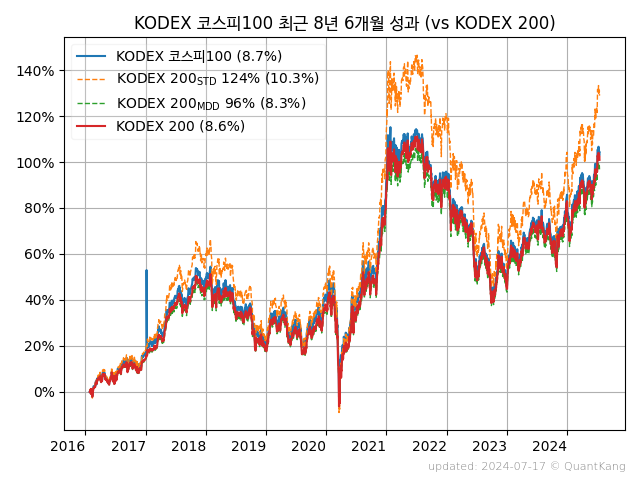 KODEX 코스피100 최근 8년 6개월 성과 (vs KODEX 200)
KODEX 코스피100 (8.7%)
KODEX 200STD 124% (10.3%)
KODEX 200MDD 96% (8.3%)
KODEX 200 (8.6%)
140%
120%
100%
80%
60%
40%
20%
0%
2016 2017 2018 2019 2020 2021 2022 2023 2024
updated: 2024-07-17 © QuantKang